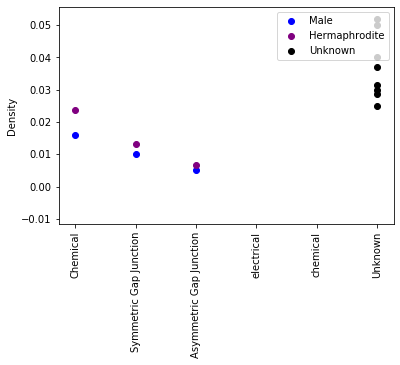 Male
Hermaphrodite
Unknown
0.05
0.04
0.03
0.02
0.01
0.00
−0.01
Density
Chemical
Symmetric Gap Junction
Asymmetric Gap Junction
electrical
chemical
Unknown